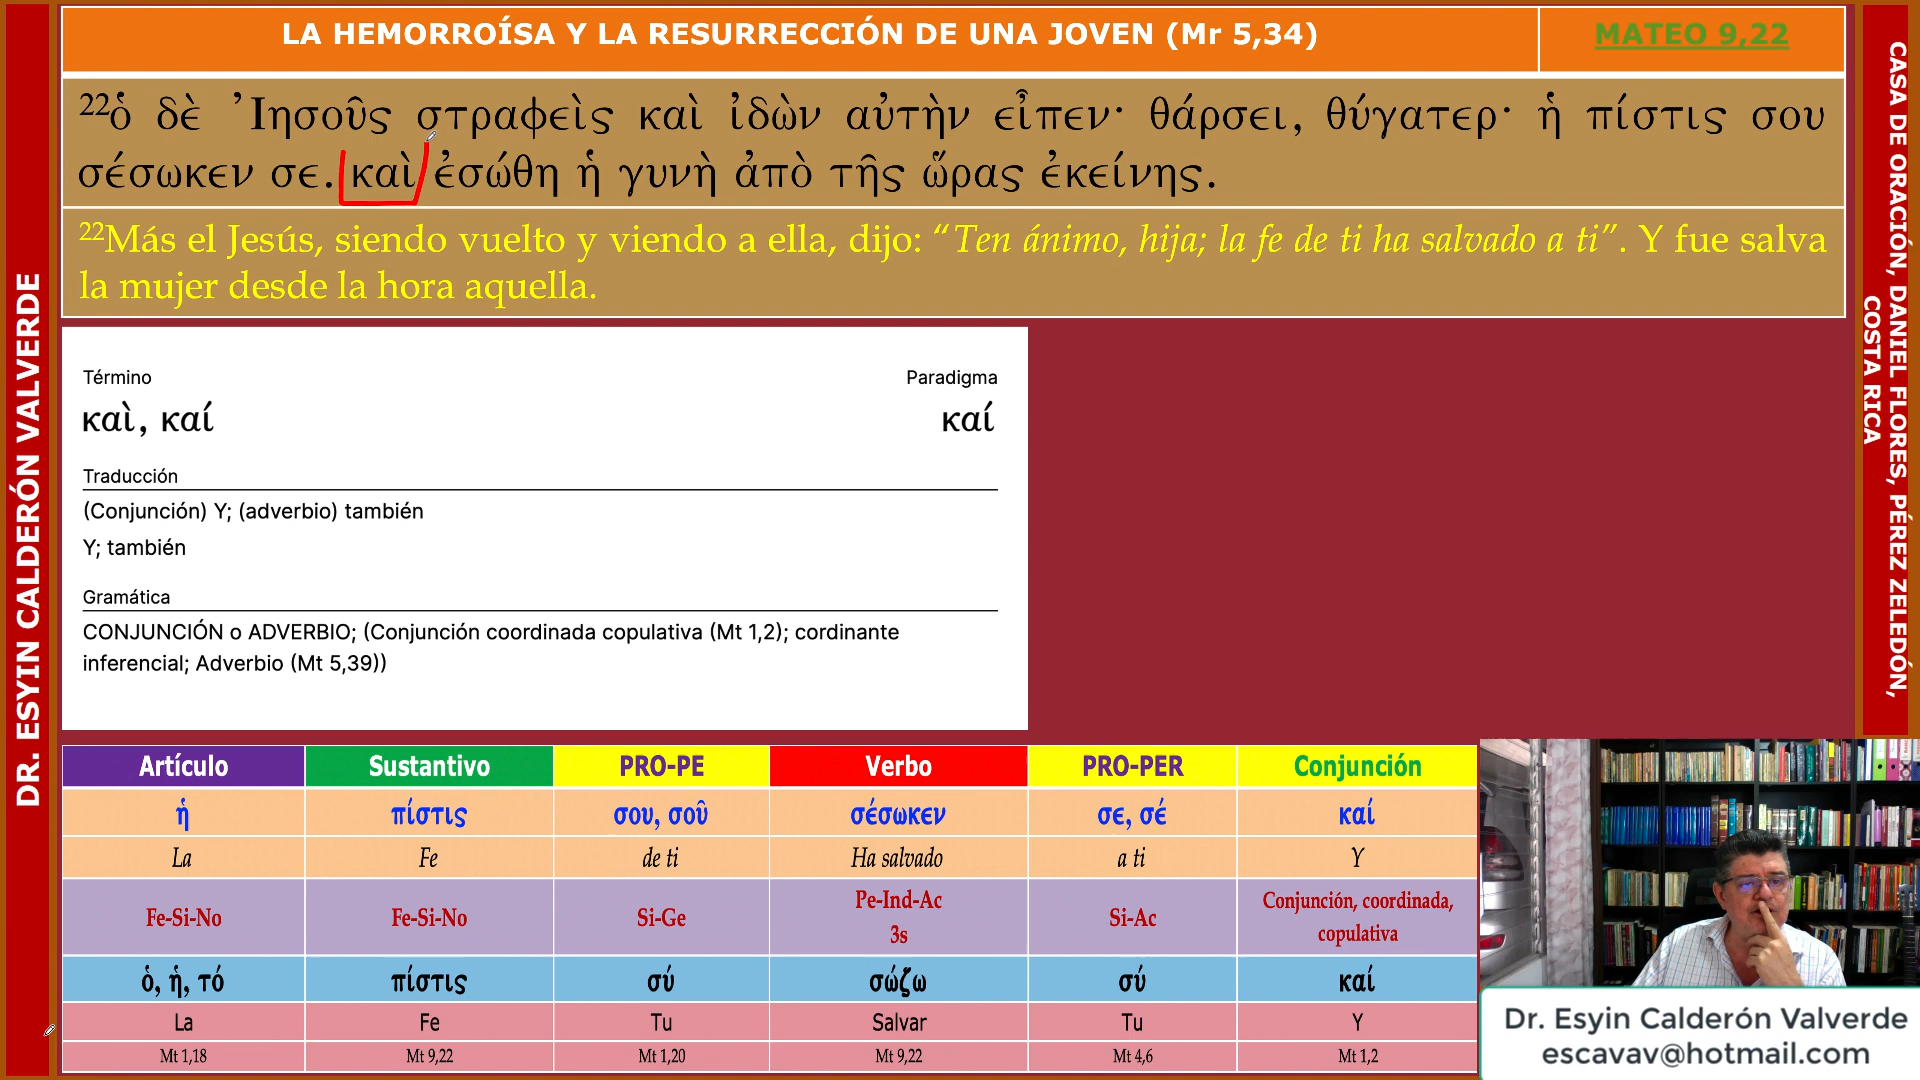 LA HEMORROÍSA Y LA RESURRECCIÓN DE UNA JOVEN (Mr 5,34)
MATEO 9,22
²²ὁ δὲ Ἰησοῦς στραφεὶς καὶ ἰδὼν αὐτὴν εἶπεν· θάρσει, θύγατερ· ἡ πίστις σου
σέσωκεν σε. καὶ ἐσώθη ἡ γυνὴ ἀπὸ τῆς ὥρας ἐκείνης.
²²Más el Jesús, siendo vuelto y viendo a ella, dijo: “Ten ánimo, hija; la fe de ti ha salvado a ti”. Y fue salva
la mujer desde la hora aquella.
DR. ESYIN CALDERÓN VALVERDE
CASA DE ORACIÓN, DANIEL FLORES, PÉREZ ZELEDÓN,
COSTA RICA
Término Paradigma
καὶ, καί καί
Traducción
(Conjunción) Y; (adverbio) también
Y; también
Gramática
CONJUNCIÓN o ADVERBIO; (Conjunción coordinada copulativa (Mt 1,2); cordinante
inferencial; Adverbio (Mt 5,39))
Artículo Sustantivo PRO-PE Verbo PRO-PER Conjunción
ἡ πίστις σου, σοῦ σέσωκεν σε, σέ καί
La Fe de ti Ha salvado a ti Y
Fe-Si-No Fe-Si-No Si-Ge Pe-Ind-Ac 3s Si-Ac Conjunción, coordinada, copulativa
ὁ, ἡ, τό πίστις σύ σώζω σύ καί
La Fe Tu Salvar Tu Y
Mt 1,18 Mt 9,22 Mt 1,20 Mt 9,22 Mt 4,6 Mt 1,2
Dr. Esyin Calderón Valverde
escavav@hotmail.com